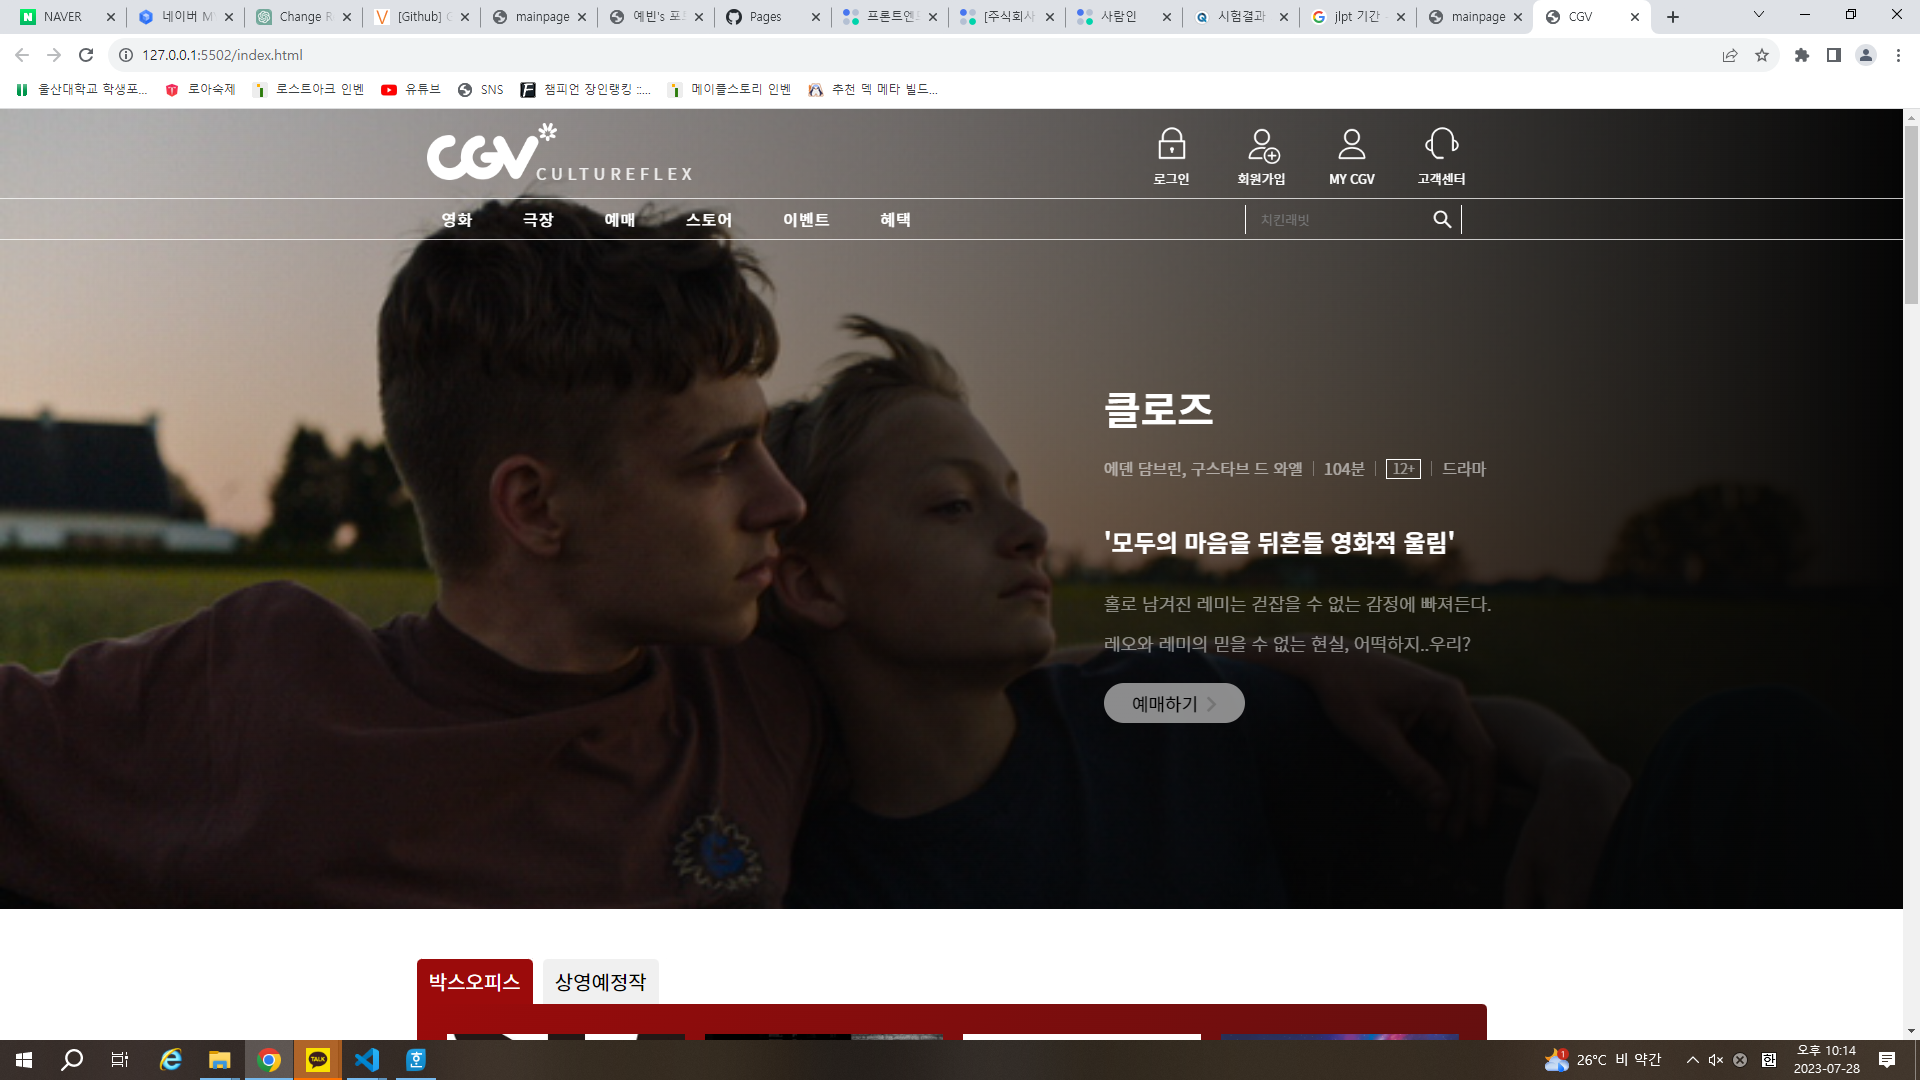 NAVER
네이버 MY
Change R
[Github] G
mainpage
예빈's 포트
GitHub Pages
프론트엔드
[주식회사
사람인
시험결과
jlpt 기간
mainpage
CGV
127.0.0.1:5502/index.html
울산대학교 학생포...
로아숙제
로스트아크 인벤
유튜브
SNS
챔피언 장인랭킹 ::...
메이플스토리 인벤
추천 덱 메타 빌드...
CGV CULTUREFLEX
로그인
회원가입
MY CGV
고객센터
영화
극장
예매
스토어
이벤트
혜택
치킨래빗
클로즈
에덴 담브린, 구스타브 드 와엘 | 104분 | 12+ | 드라마
'모두의 마음을 뒤흔들 영화적 울림'
홀로 남겨진 레미는 걷잡을 수 없는 감정에 빠져든다.
레오와 레미의 믿을 수 없는 현실, 어떡하지..우리?
예매하기
박스오피스
상영예정작
26°C 비 약간
한
오후 10:14
2023-07-28